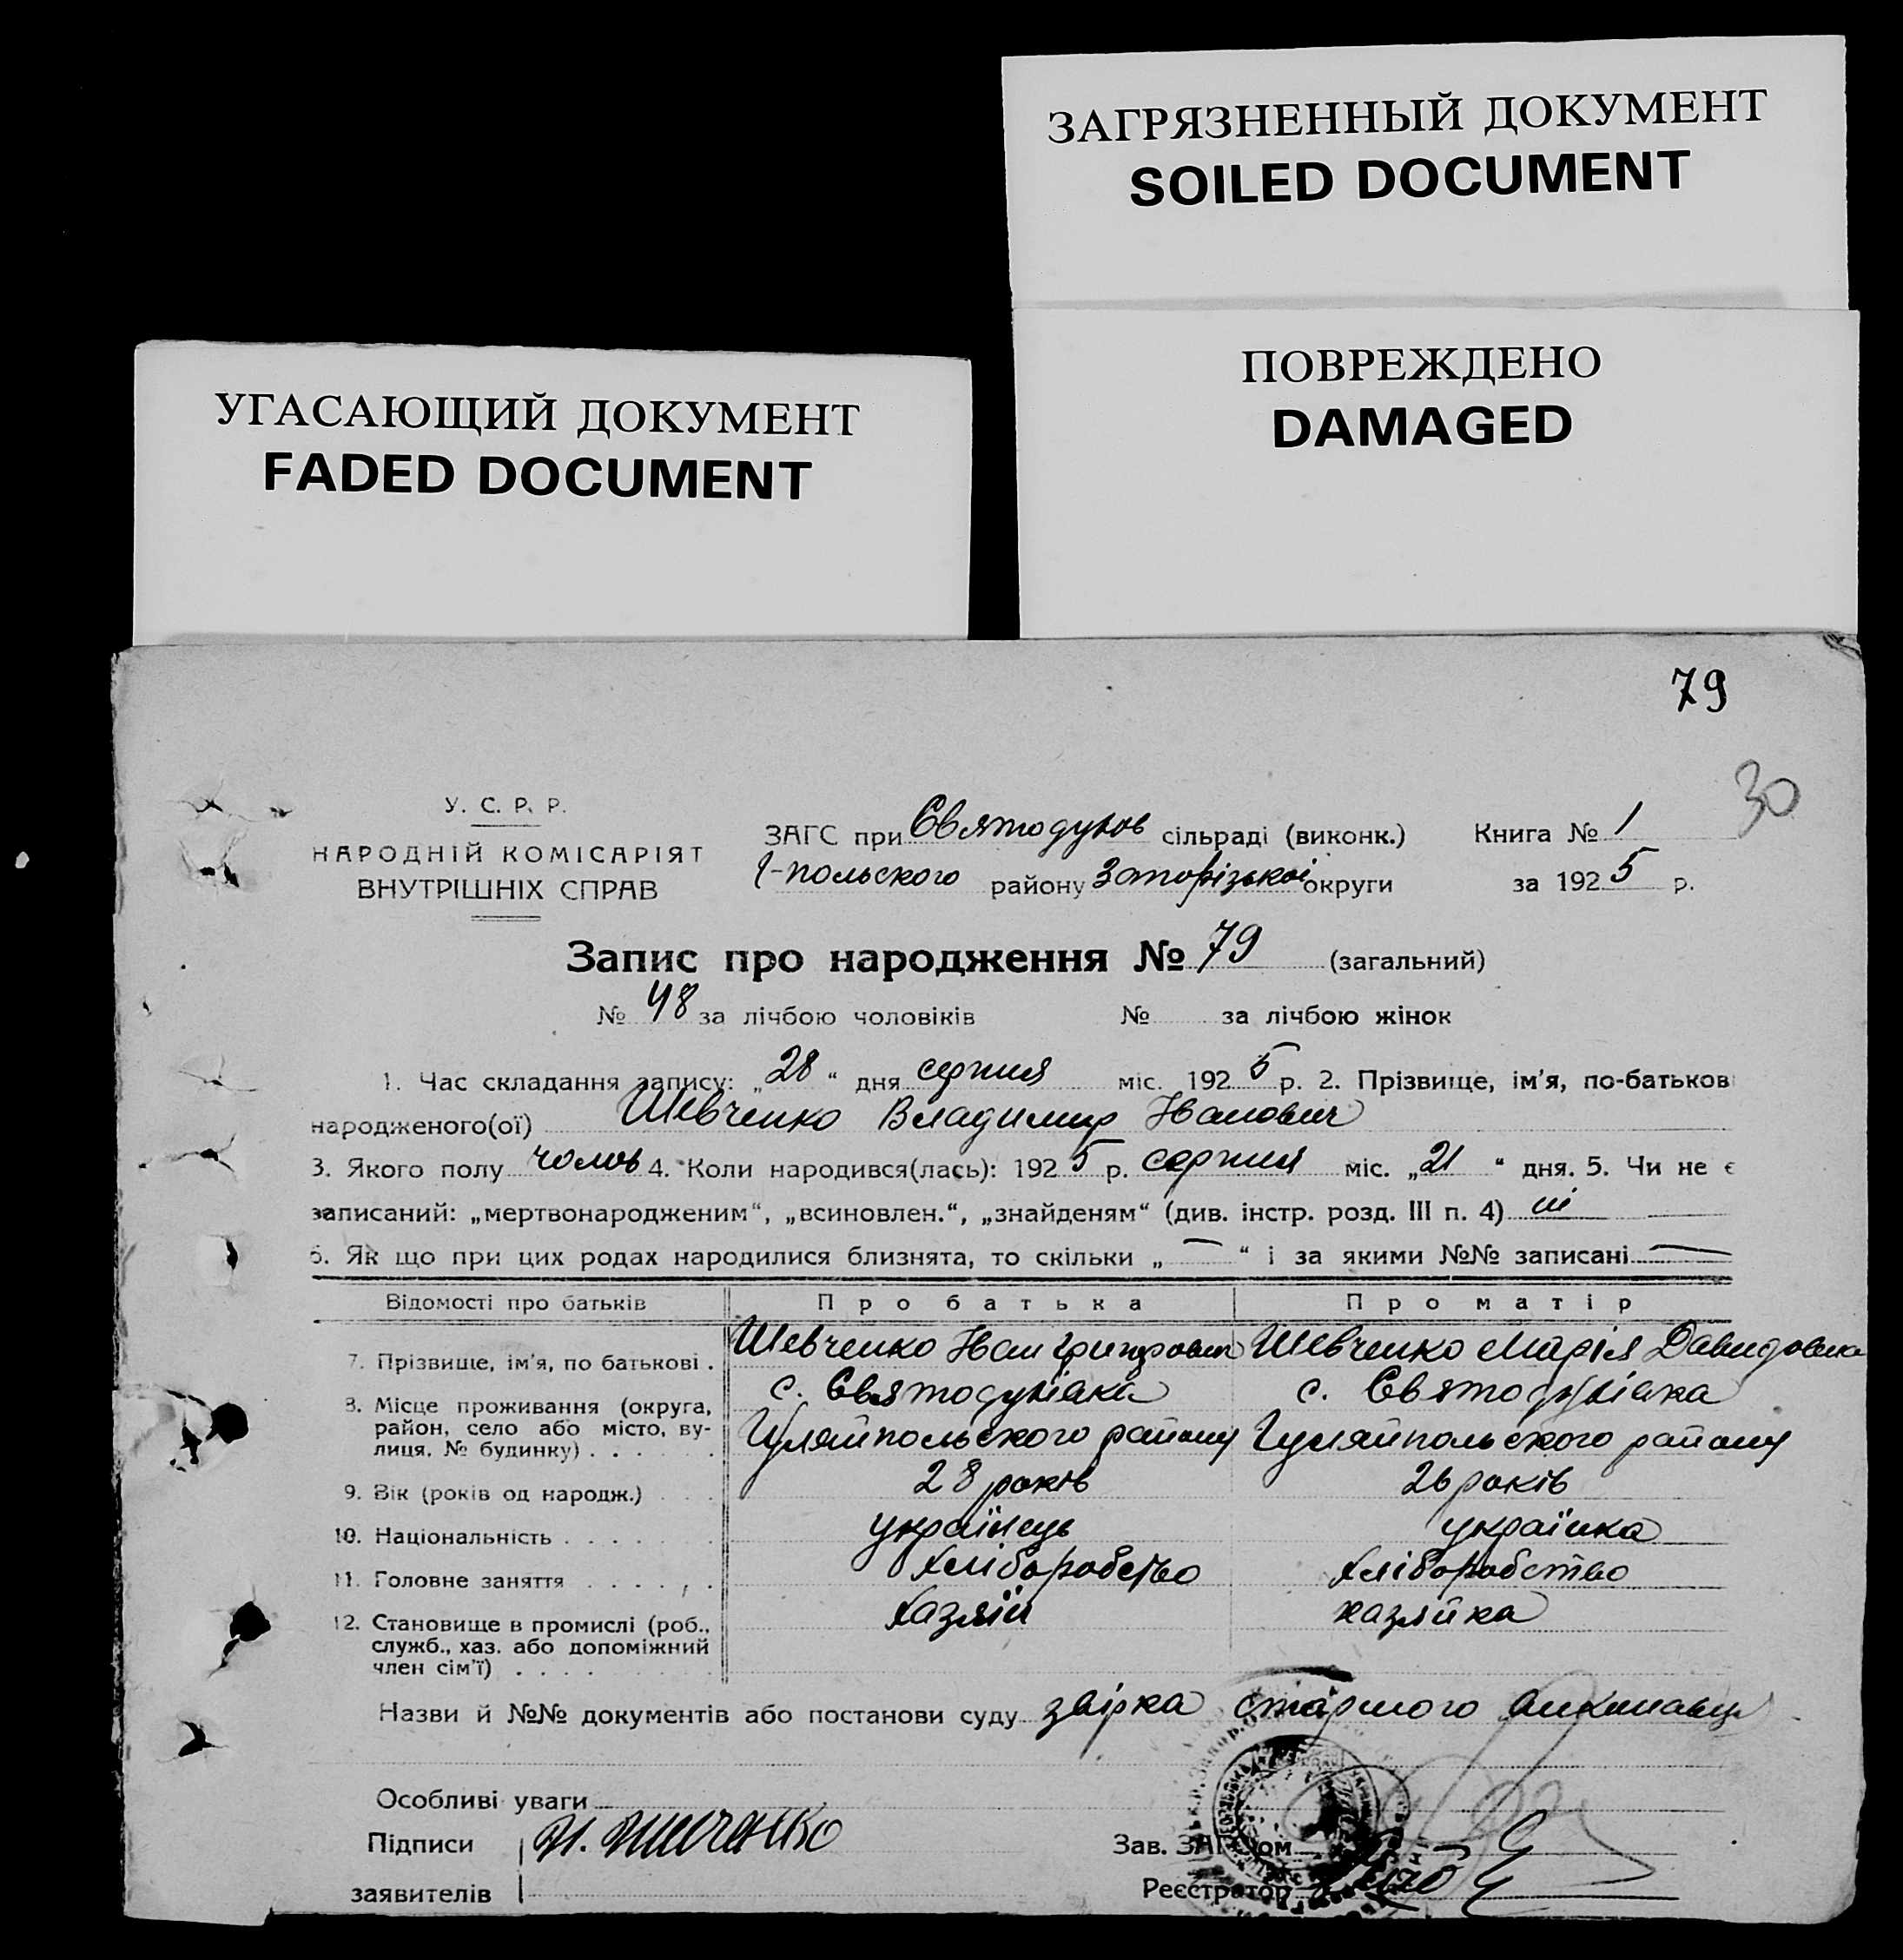 ЗАГРЯЗНЕННЫЙ ДОКУМЕНТ
SOILED DOCUMENT
ПОВРЕЖДЕНО
DAMAGED
УГАСАЮЩИЙ ДОКУМЕНТ
FADED DOCUMENT
79
30
У. С. Р. Р.
НАРОДНІЙ КОМІСАРІЯТ
ВНУТРІШНІХ СПРАВ
ЗАГС при Святодухов сільраді (виконк.) Книга № 1
Г-польского району Запорізької округи за 1925 р.
Запис про народження № 79 (загальний)
№ 48 за лічбою чоловіків № за лічбою жінок
1. Час складання запису: „28“ дня серпня міс. 1925 р. 2. Прізвище, ім’я, по-батьков
народженого(ої) Шевченко Владимир Іванович
3. Якого полу чолов 4. Коли народився(лась): 1925 р. серпня міс. „21“ дня. 5. Чи не є
записаний: „мертвонародженим“, „всиновлен.“, „знайденям“ (див. інстр. розд. III п. 4) ні
6. Як що при цих родах народилися близнята, то скільки „—“ і за якими №№ записані —
Відомості про батьків Про батька Про матір
7. Прізвище, ім’я, по батькові . Шевченко Іван Григорович Шевченко Марія Давидовна
8. Місце проживання (округа, район, село або місто, вулиця, № будинку) . . . . . с. Святодухівка с. Святодухівка
Гуляйпольского району Гуляйпольского району
9. Вік (років од народж.) . . . 28 років 26 років
10. Національність . . . . . . . українець українка
11. Головне заняття . . . . . . хліборобство хліборобство
12. Становище в промислі (роб., служб., хаз. або допоміжний член сім’ї) . . . . хазяїн хазяйка
Назви й №№ документів або постанови суду звірка старшого
Особливі уваги
Підписи
заявителів
Зав. ЗАГ'ом
Реєстратор